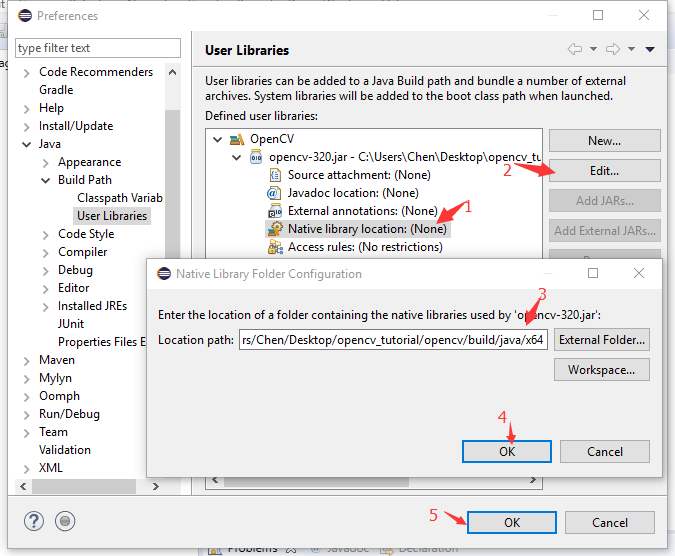 Preferences
type filter text
Code Recommenders
Gradle
Help
Install/Update
Java
Appearance
Build Path
Classpath Variab
User Libraries
Code Style
Compiler
Debug
Editor
Installed JREs
JUnit
Properties Files E
Maven
Mylyn
Oomph
Run/Debug
Team
Validation
XML
User Libraries
User libraries can be added to a Java Build path and bundle a number of external
archives. System libraries will be added to the boot class path when launched.
Defined user libraries:
OpenCV
opencv-320.jar - C:\Users\Chen\Desktop\opencv_tu
Source attachment: (None)
Javadoc location: (None)
External annotations: (None)
1
Native library location: (None)
Access rules: (No restrictions)
New...
2
Edit...
Add JARs...
Add External JARs...
Native Library Folder Configuration
3
Enter the location of a folder containing the native libraries used by 'opencv-320.jar':
Location path: rs/Chen/Desktop/opencv_tutorial/opencv/build/java/x64 External Folder...
Workspace...
4
OK Cancel
5
OK Cancel
Problems @ Javadoc Declaration